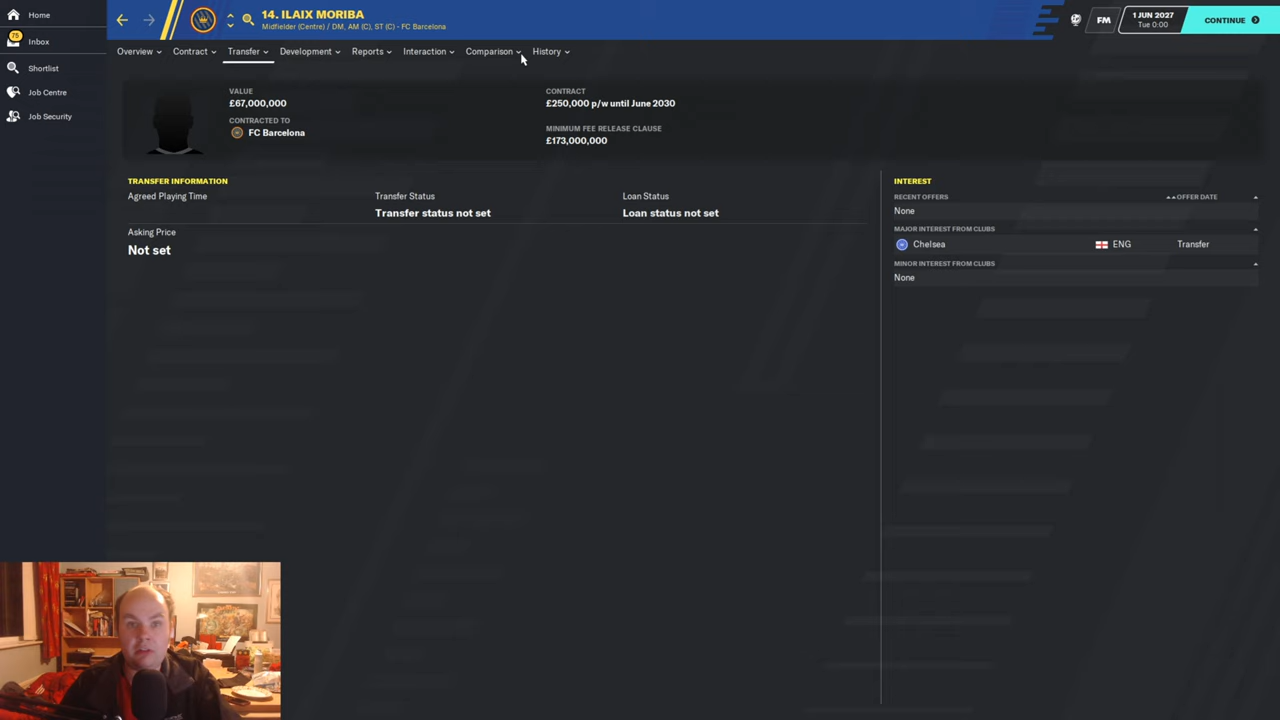 Home
75
Inbox
Shortlist
Job Centre
Job Security
14. ILAIX MORIBA
Midfielder (Centre) / DM, AM (C), ST (C) - FC Barcelona
FM
1 JUN 2027
Tue 0:00
CONTINUE
Overview
Contract
Transfer
Development
Reports
Interaction
Comparison
History
VALUE
£67,000,000
CONTRACTED TO
FC Barcelona
CONTRACT
£250,000 p/w until June 2030
MINIMUM FEE RELEASE CLAUSE
£173,000,000
TRANSFER INFORMATION
Agreed Playing Time
Transfer Status
Transfer status not set
Loan Status
Loan status not set
Asking Price
Not set
INTEREST
RECENT OFFERS
OFFER DATE
None
MAJOR INTEREST FROM CLUBS
Chelsea
ENG
Transfer
MINOR INTEREST FROM CLUBS
None